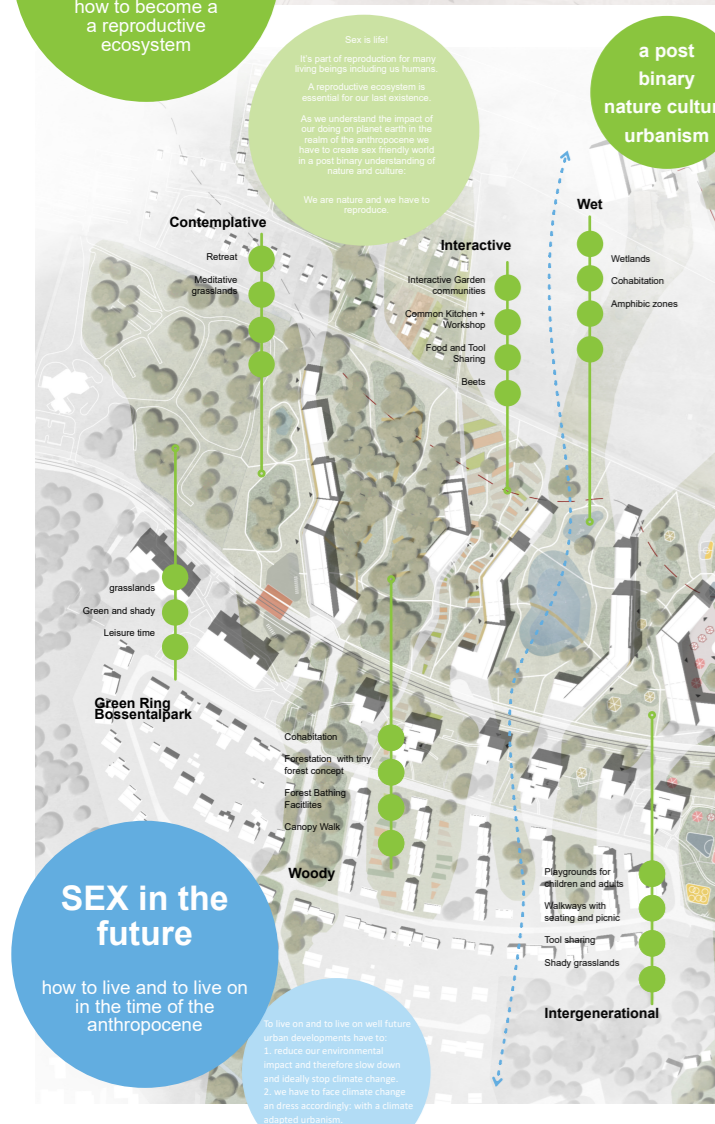 how to become a
a reproductive
ecosystem
Sex is life!
It's part of reproduction for many
living beings including us humans.
A reproductive ecosystem is
essential for our last existence.
As we understand the impact of
our doing on planet earth in the
realm of the anthropocene we
have to create sex friendly world
in a post binary understanding of
nature and culture:
We are nature and we have to
reproduce.
a post
binary
nature cultur
urbanism
Contemplative
Retreat
Meditative
grasslands
Interactive
Interactive Garden
communities
Common Kitchen +
Workshop
Food and Tool
Sharing
Beets
Wet
Wetlands
Cohabitation
Amphibic zones
grasslands
Green and shady
Leisure time
Green Ring
Bossentalpark
Cohabitation
Forestation with tiny
forest concept
Forest Bathing
Facitlites
Canopy Walk
Woody
Playgrounds for
children and adults
Walkways with
seating and picnic
Tool sharing
Shady grasslands
Intergenerational
SEX in the
future
how to live and to live on
in the time of the
anthropocene
To live on and to live on well future
urban developments have to:
1. reduce our environmental
impact and therefore slow down
and ideally stop climate change.
2. we have to face climate change
an dress accordingly: with a climate
adapted urbanism.